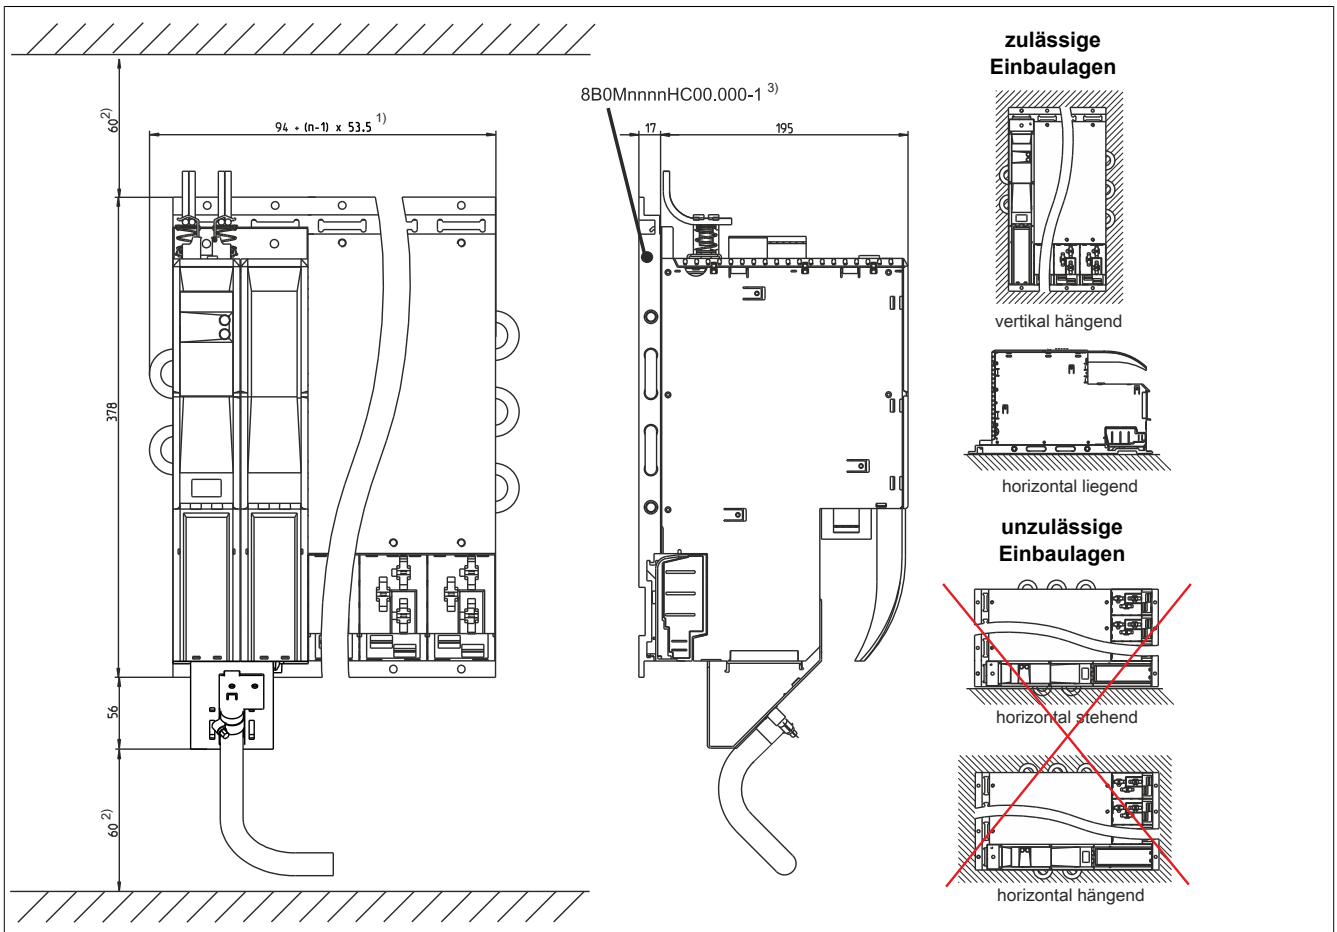 60 2)
94 + (n-1) x 53.5 1)
378
56
60 2)
8B0MnnnnHC00.000-1 3)
17
195
zulässige
Einbaulagen
vertikal hängend
horizontal liegend
unzulässige
Einbaulagen
horizontal stehend
horizontal hängend